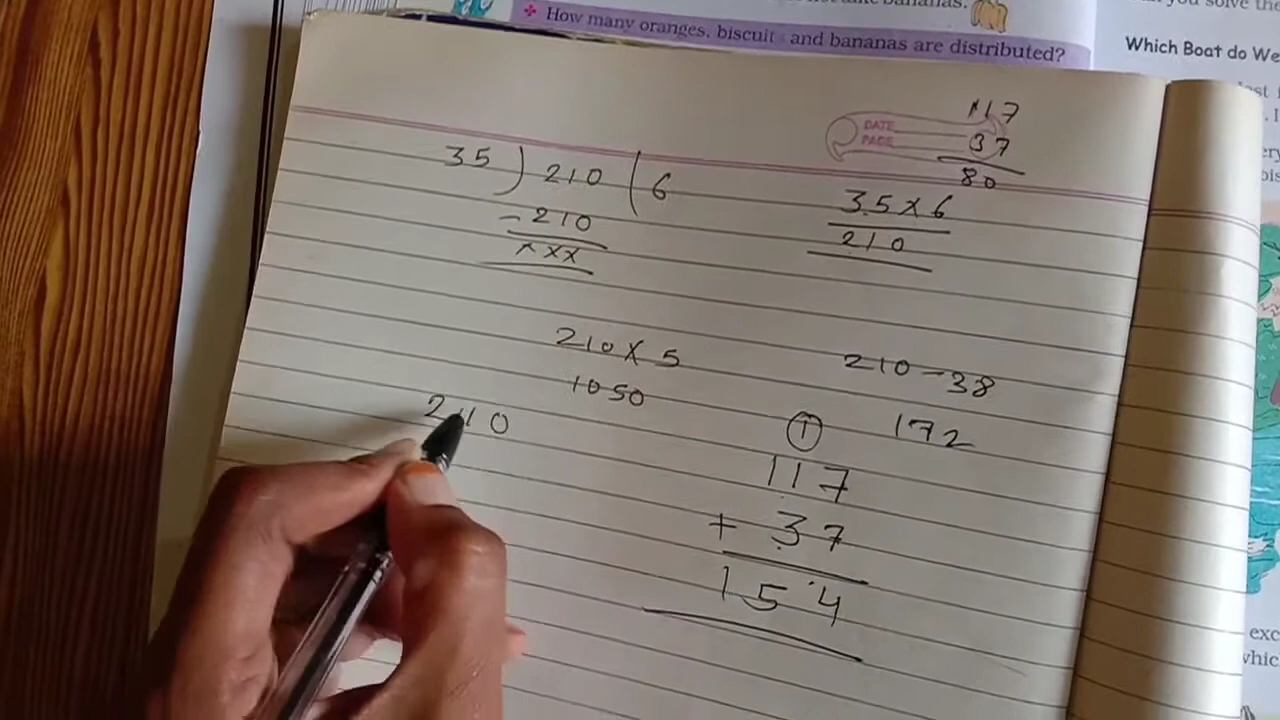 How many oranges, biscuit and bananas are distributed?
Which Boat do We
DATE
PAGE
117
37
80
35 ) 210 ( 6
- 210
xxx
35 x 6
210
210 x 5
1050
210 - 38
172
210
1
117
+ 37
154